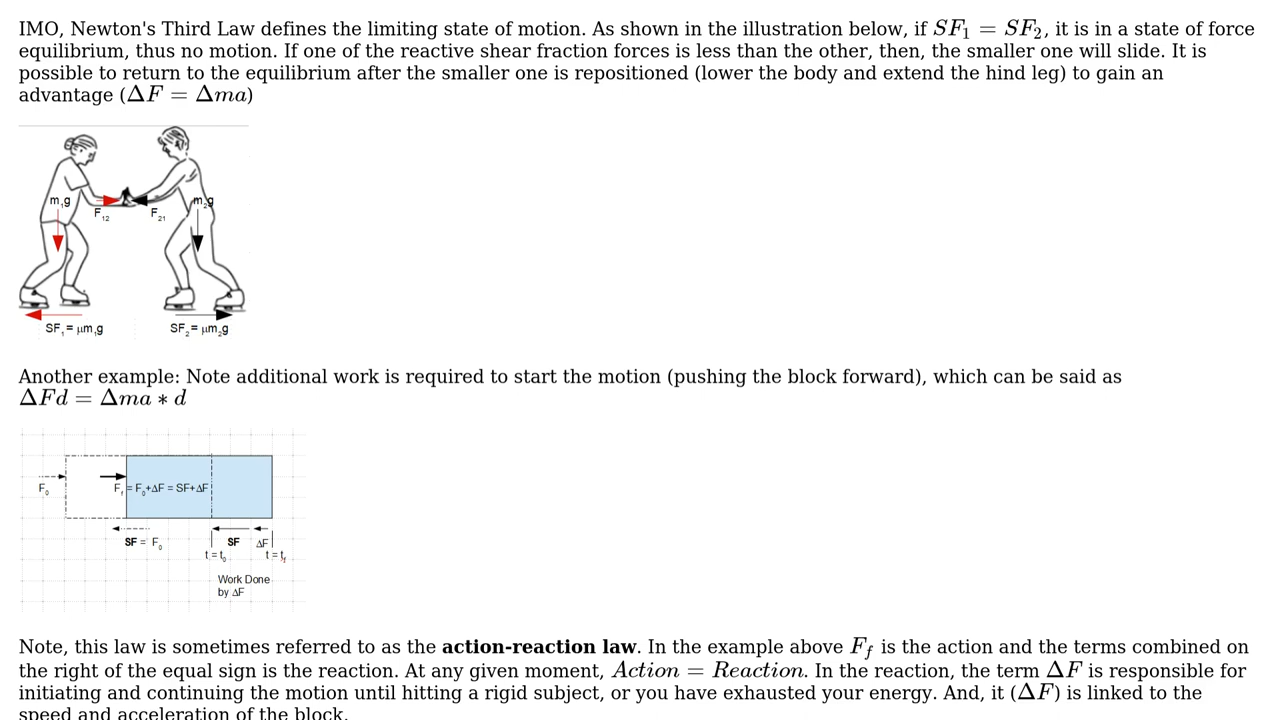 IMO, Newton's Third Law defines the limiting state of motion. As shown in the illustration below, if SF₁ = SF₂, it is in a state of force
equilibrium, thus no motion. If one of the reactive shear fraction forces is less than the other, then, the smaller one will slide. It is
possible to return to the equilibrium after the smaller one is repositioned (lower the body and extend the hind leg) to gain an
advantage (ΔF = Δma)
m₁g
m₂g
F₁₂
F₂₁
SF₁= μm₁g
SF₂= μm₂g
Another example: Note additional work is required to start the motion (pushing the block forward), which can be said as
ΔFd = Δma ∗ d
F₀
F_f = F₀+ΔF = SF+ΔF
SF = F₀
SF
ΔF
t = t₀
t = t_f
Work Done
by ΔF
Note, this law is sometimes referred to as the action-reaction law. In the example above F_f is the action and the terms combined on
the right of the equal sign is the reaction. At any given moment, Action = Reaction. In the reaction, the term ΔF is responsible for
initiating and continuing the motion until hitting a rigid subject, or you have exhausted your energy. And, it (ΔF) is linked to the
speed and acceleration of the block.